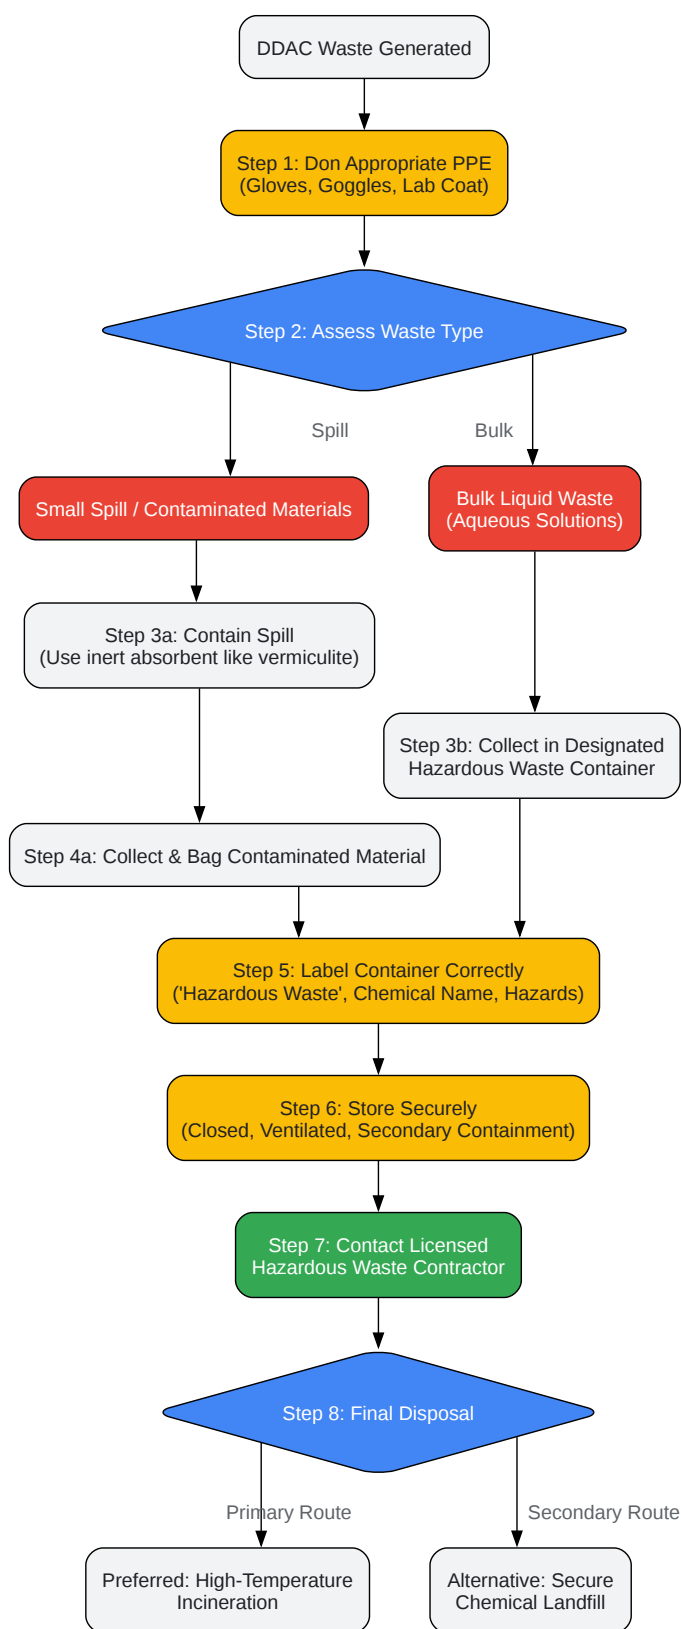 DDAC Waste Generated
Step 1: Don Appropriate PPE
(Gloves, Goggles, Lab Coat)
Step 2: Assess Waste Type
Spill
Bulk
Small Spill / Contaminated Materials
Bulk Liquid Waste
(Aqueous Solutions)
Step 3a: Contain Spill
(Use inert absorbent like vermiculite)
Step 3b: Collect in Designated
Hazardous Waste Container
Step 4a: Collect & Bag Contaminated Material
Step 5: Label Container Correctly
('Hazardous Waste', Chemical Name, Hazards)
Step 6: Store Securely
(Closed, Ventilated, Secondary Containment)
Step 7: Contact Licensed
Hazardous Waste Contractor
Step 8: Final Disposal
Primary Route
Secondary Route
Preferred: High-Temperature
Incineration
Alternative: Secure
Chemical Landfill